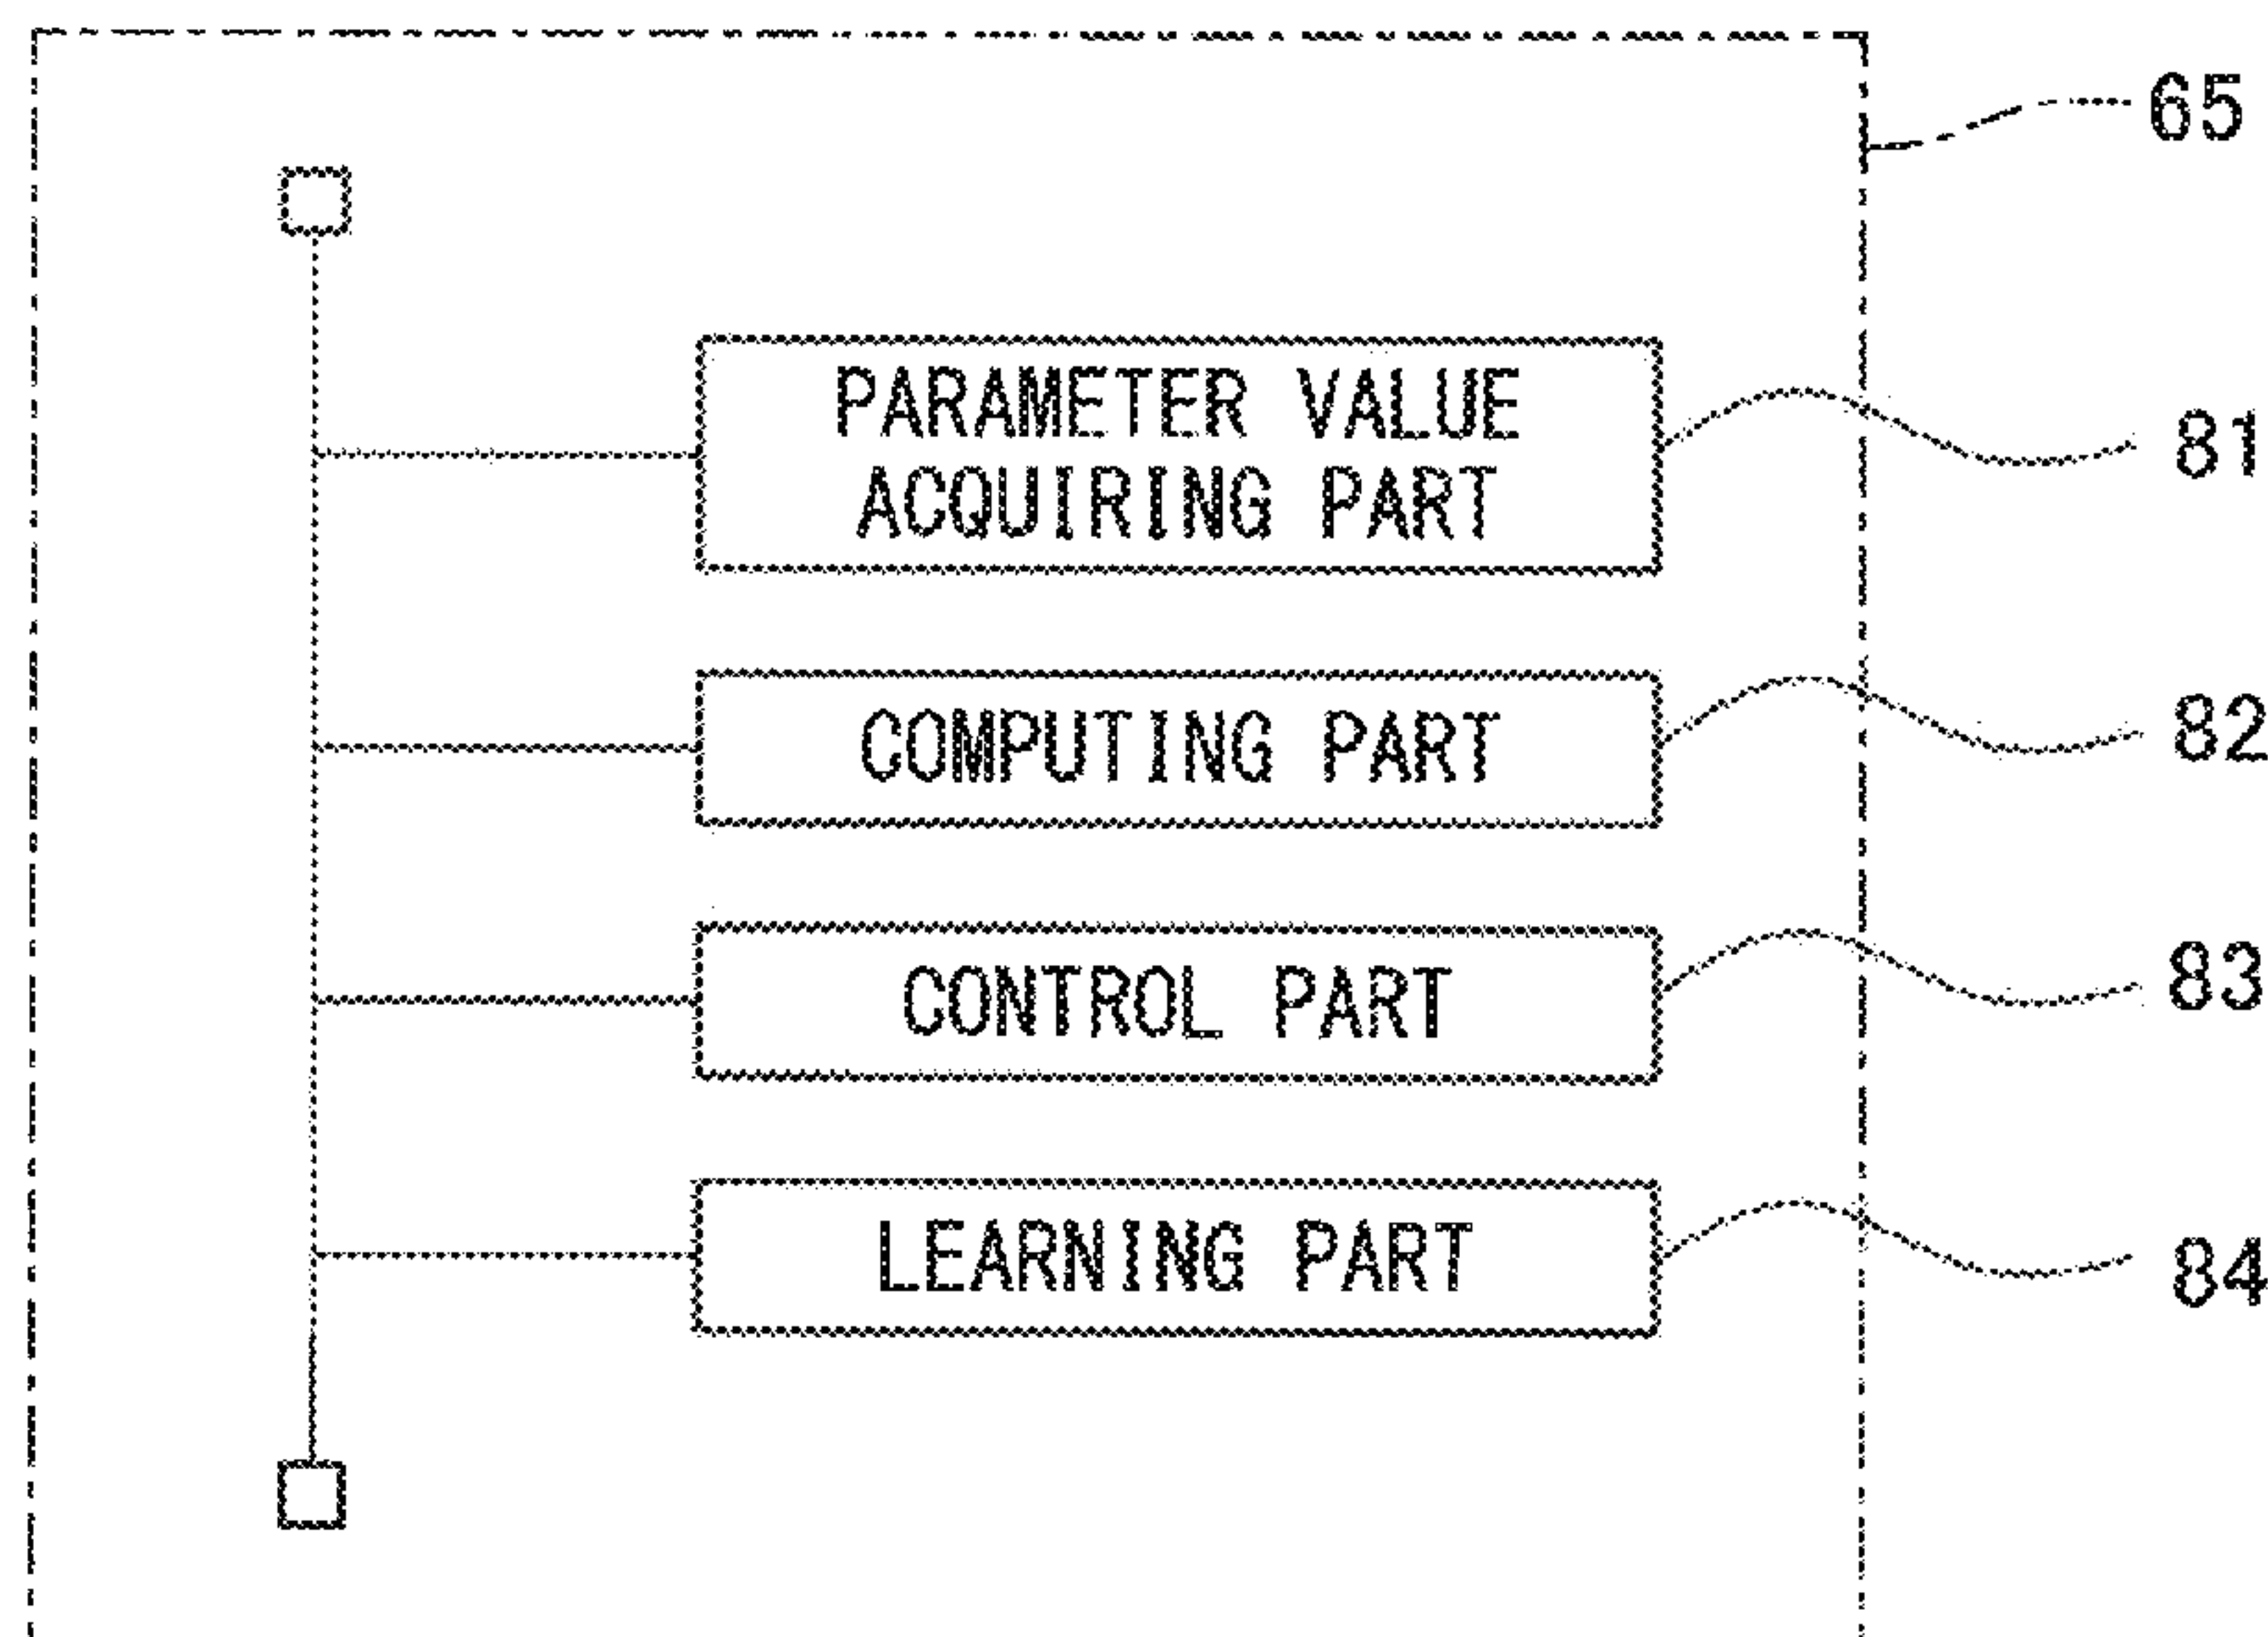 65
PARAMETER VALUE
ACQUIRING PART
81
COMPUTING PART
82
CONTROL PART
83
LEARNING PART
84